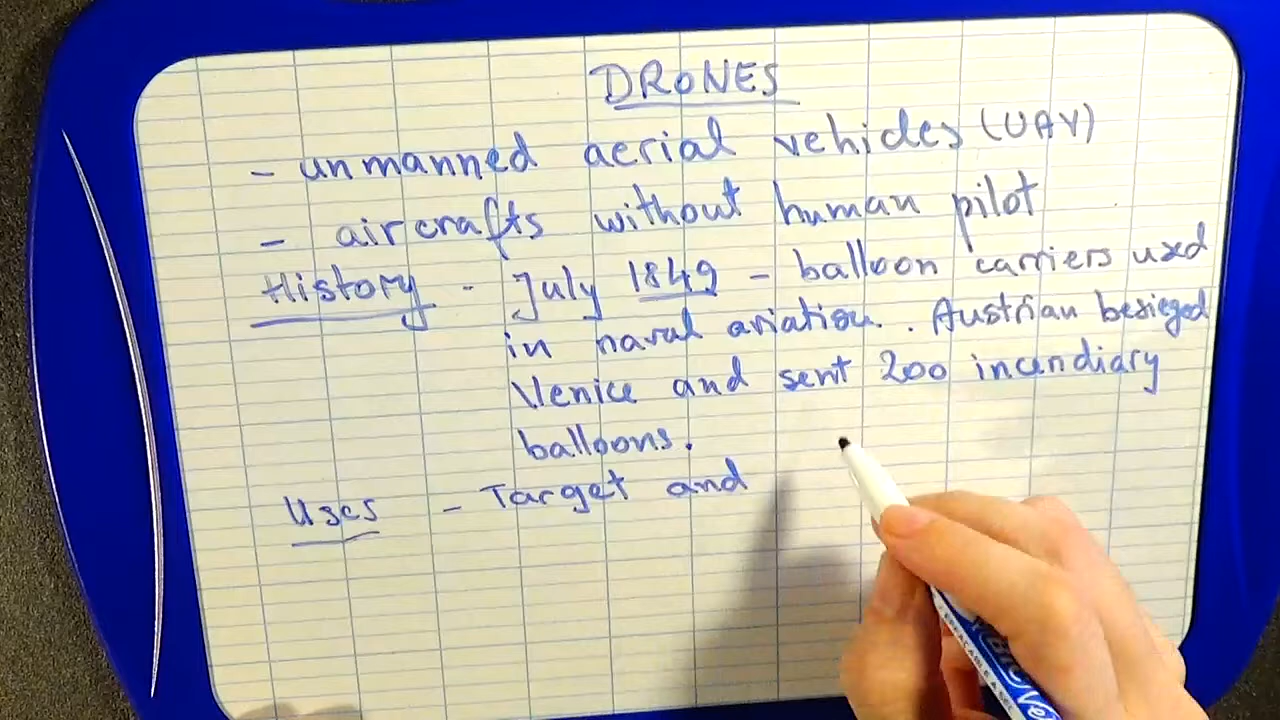 DRONES
- unmanned aerial vehicles (UAV)
- aircrafts without human pilot
History - July 1849 - balloon carriers used
in naval aviation. . Austrian besieged
Venice and sent 200 incendiary
balloons.
Uses - Target and